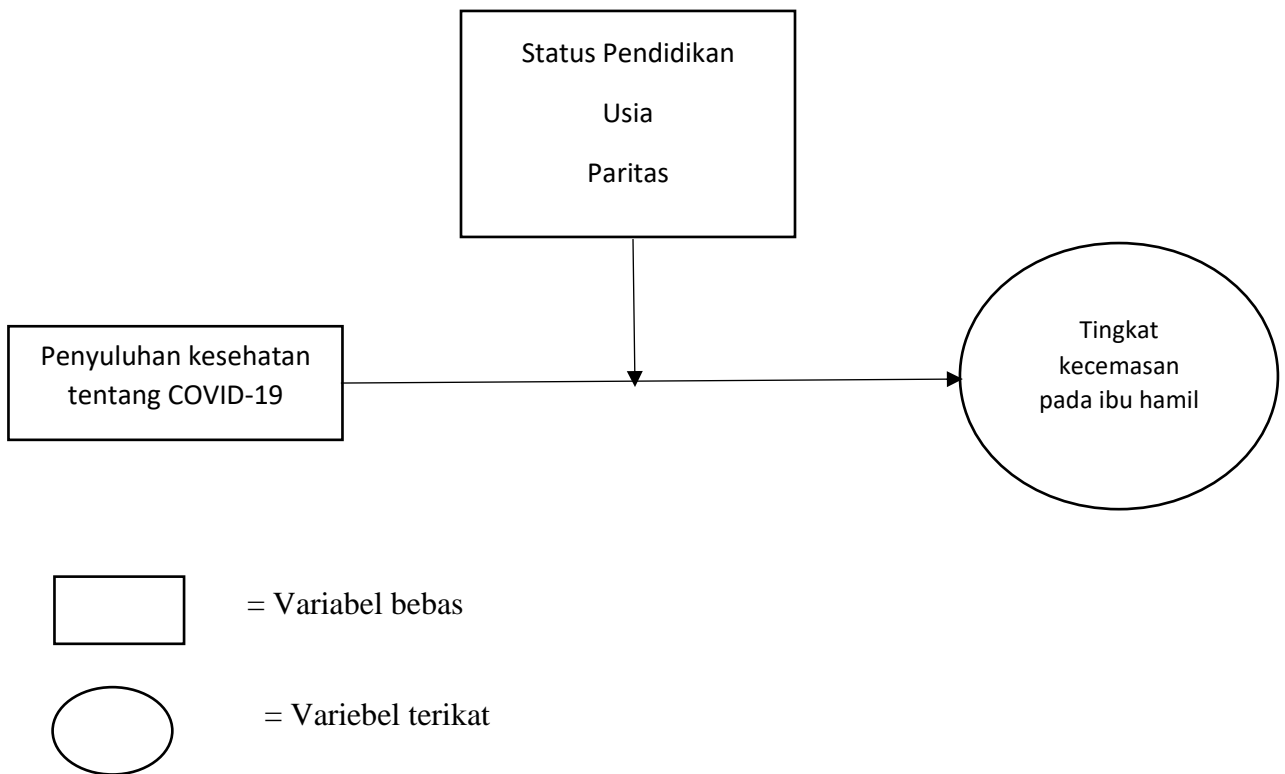 Status Pendidikan
Usia
Paritas
Penyuluhan kesehatan
tentang COVID-19
Tingkat
kecemasan
pada ibu hamil
= Variabel bebas
= Variebel terikat